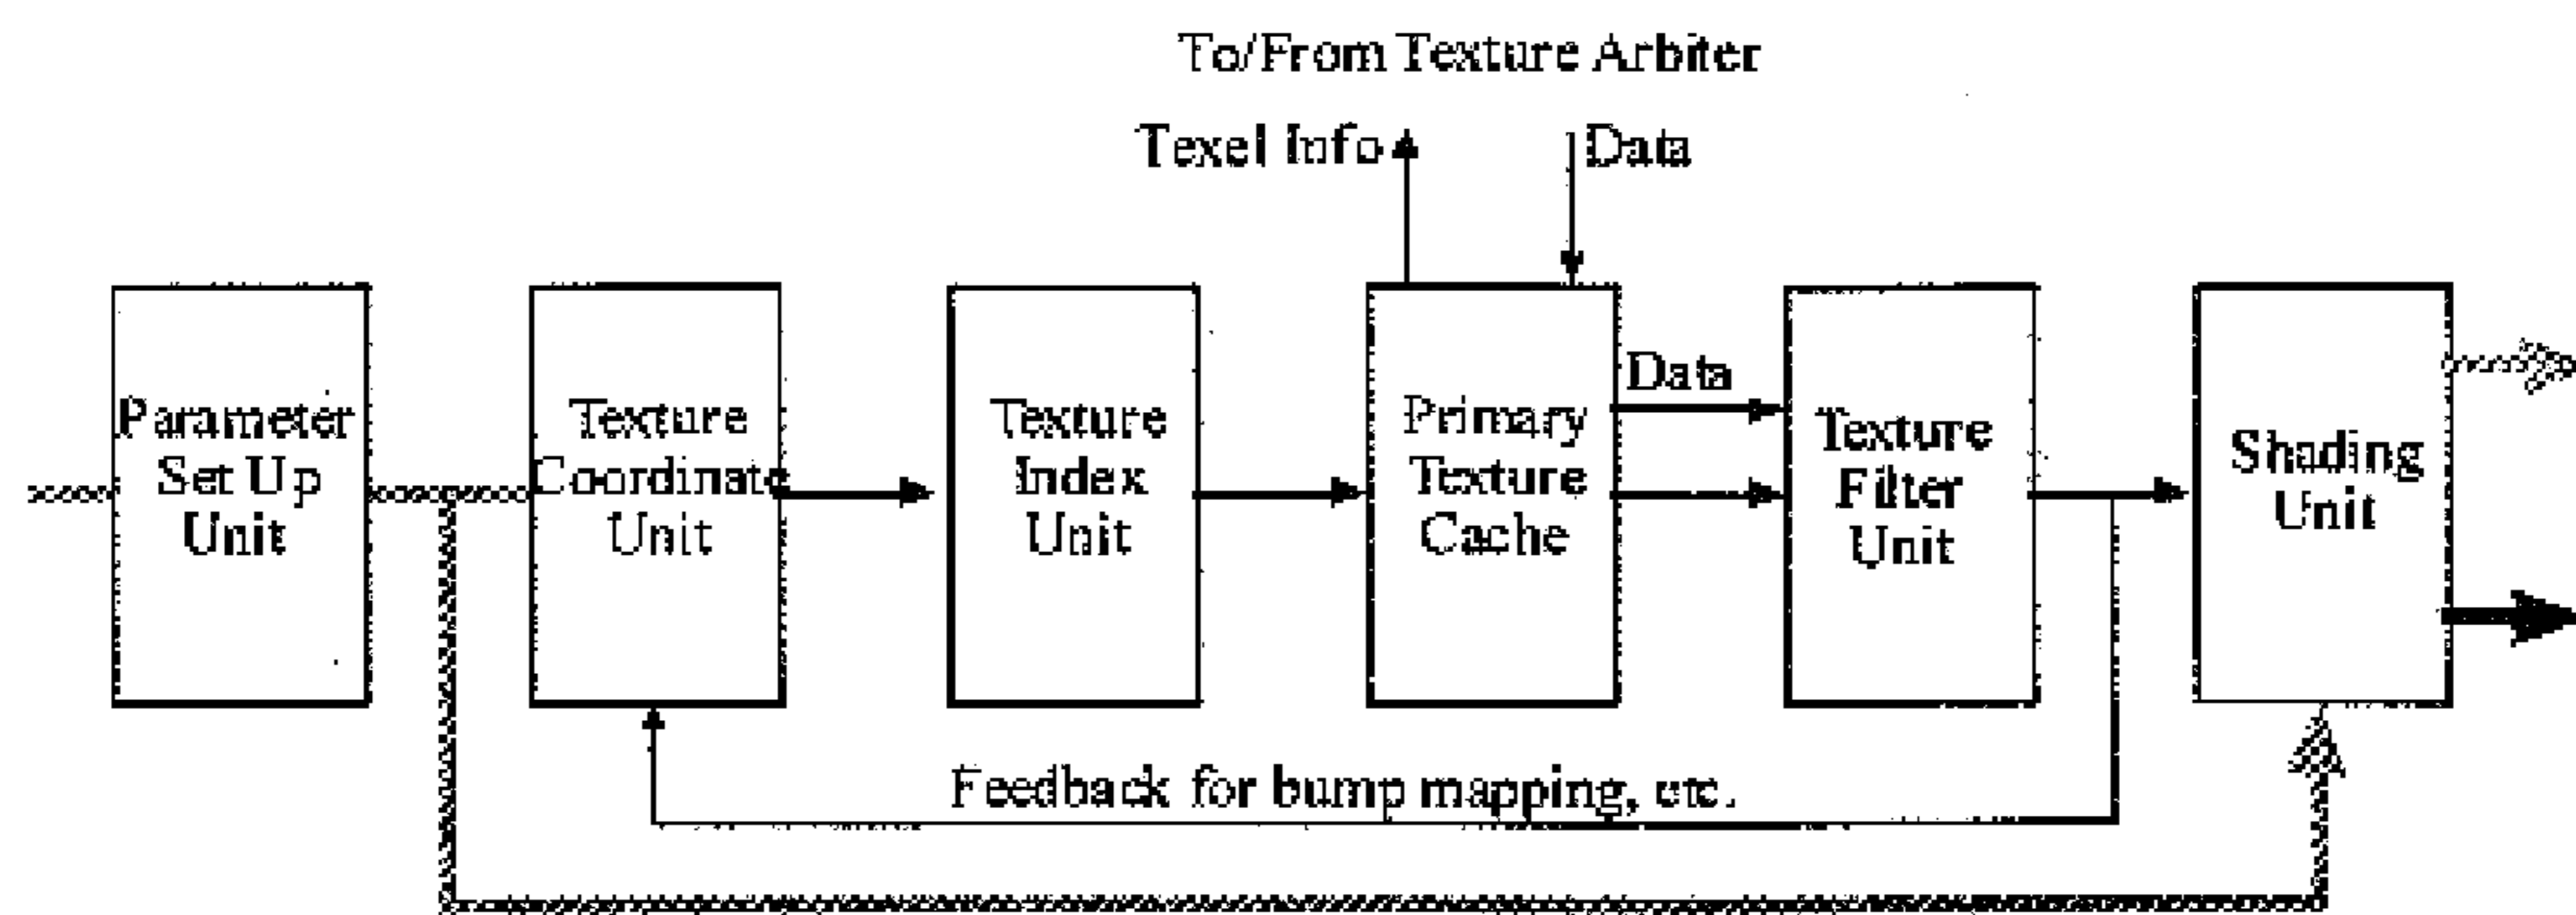 To/From Texture Arbiter
Texel Info
Data
Parameter
Set Up
Unit
Texture
Coordinate
Unit
Texture
Index
Unit
Primary
Texture
Cache
Data
Texture
Filter
Unit
Shading
Unit
Feedback for bump mapping, etc.